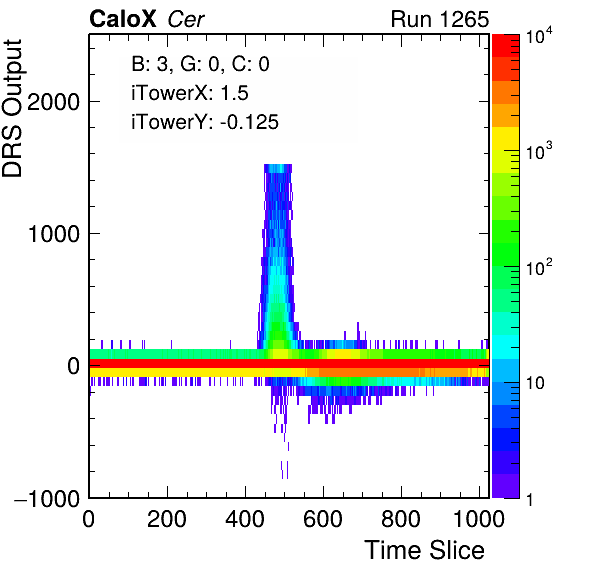 CaloX Cer Run 1265
B: 3, G: 0, C: 0
iTowerX: 1.5
iTowerY: -0.125
DRS Output
2000
1000
0
−1000
0 200 400 600 800 1000
Time Slice
10^4
10^3
10^2
10
1